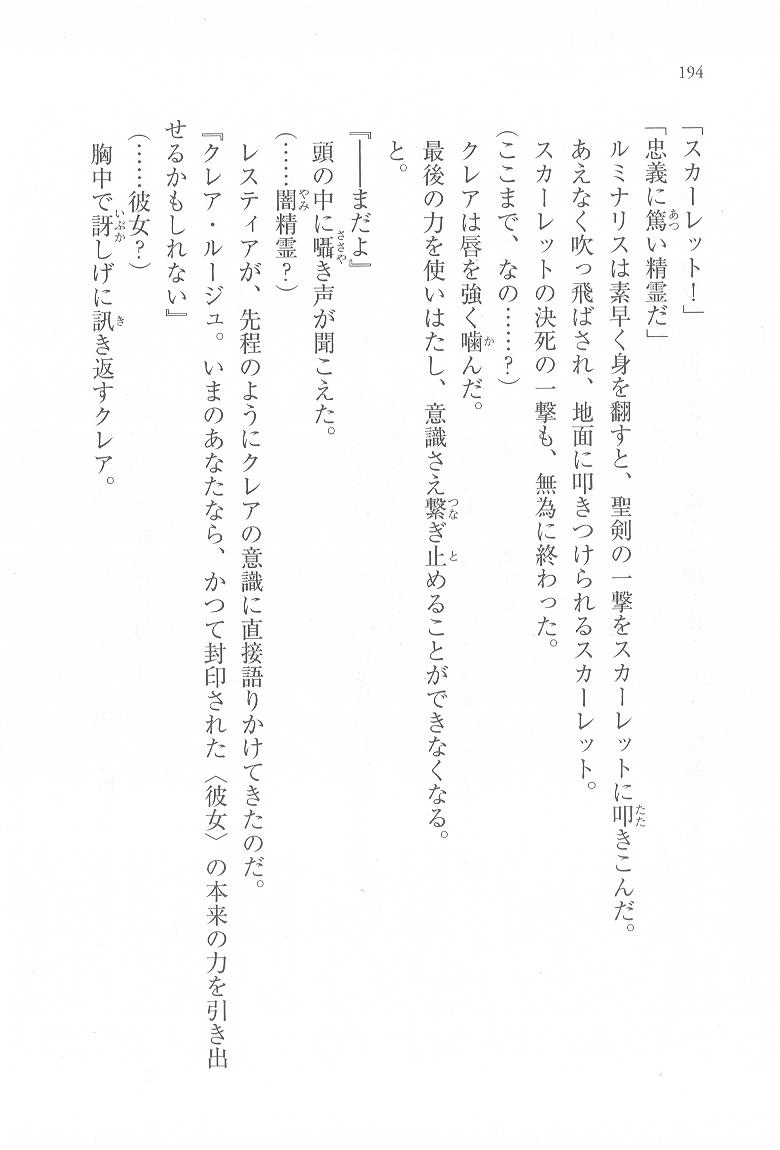 194
「スカーレット！」
「忠義に篤い精霊だ」
ルミナリスは素早く身を翻すと、聖剣の一撃をスカーレットに叩きこんだ。
あえなく吹っ飛ばされ、地面に叩きつけられるスカーレット。
スカーレットの決死の一撃も、無為に終わった。
（ここまで、なの……？）
クレアは唇を強く噛んだ。
最後の力を使いはたし、意識さえ繋ぎ止めることができなくなる。
と。
『――まだよ』
頭の中に囁き声が聞こえた。
（……闇精霊？）
レスティアが、先程のようにクレアの意識に直接語りかけてきたのだ。
『クレア・ルージュ。いまのあなたなら、かつて封印された〈彼女〉の本来の力を引き出
せるかもしれない』
（……彼女？）
胸中で訝しげに訊き返すクレア。